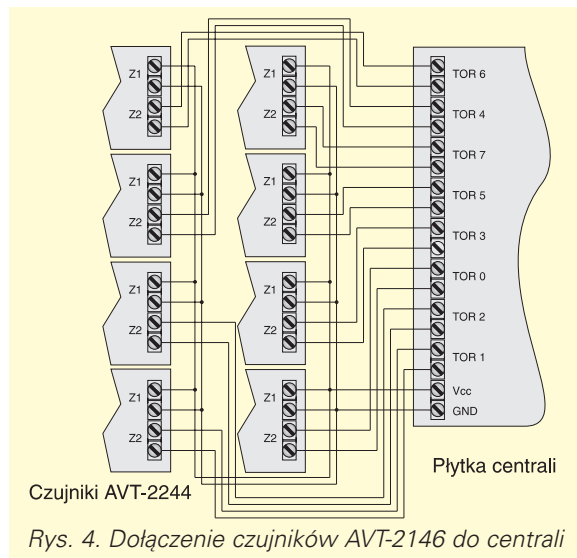 Z1
Z2
Z1
Z2
Z1
Z2
Z1
Z2
Z1
Z2
Z1
Z2
Z1
Z2
Z1
Z2
TOR 6
TOR 4
TOR 7
TOR 5
TOR 3
TOR 0
TOR 2
TOR 1
Vcc
GND
Czujniki AVT-2244
Płytka centrali
Rys. 4. Dołączenie czujników AVT-2146 do centrali